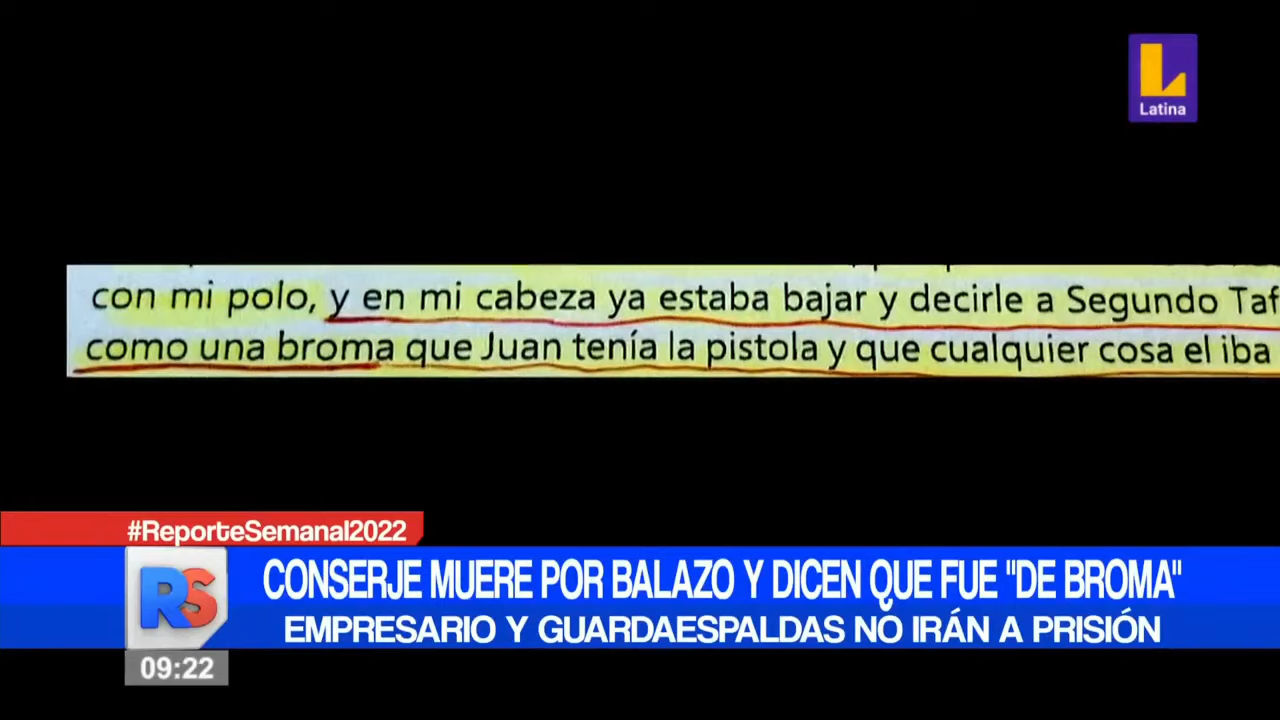 Latina
con mi polo, y en mi cabeza ya estaba bajar y decirle a Segundo
como una broma que Juan tenía la pistola y que cualquier cosa el iba
#ReporteSemanal2022
RS
CONSERJE MUERE POR BALAZO Y DICEN QUE FUE "DE BROMA"
EMPRESARIO Y GUARDAESPALDAS NO IRÁN A PRISIÓN
09:22